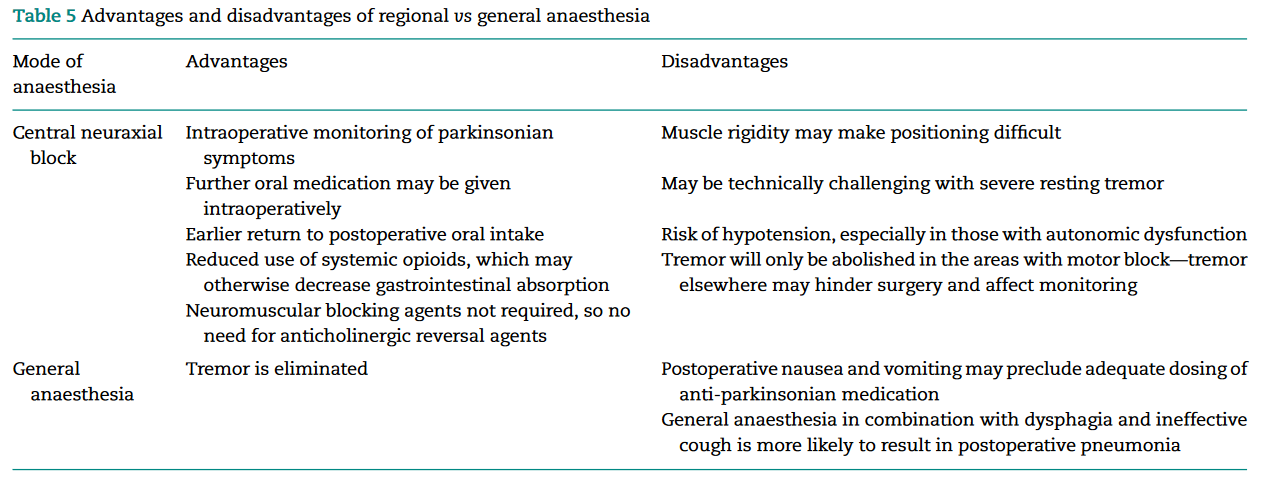 Table 5 Advantages and disadvantages of regional vs general anaesthesia
Mode of anaesthesia
Advantages
Disadvantages
Central neuraxial block
Intraoperative monitoring of parkinsonian symptoms
Muscle rigidity may make positioning difficult
Further oral medication may be given intraoperatively
May be technically challenging with severe resting tremor
Earlier return to postoperative oral intake
Risk of hypotension, especially in those with autonomic dysfunction
Reduced use of systemic opioids, which may otherwise decrease gastrointestinal absorption
Tremor will only be abolished in the areas with motor block—tremor elsewhere may hinder surgery and affect monitoring
Neuromuscular blocking agents not required, so no need for anticholinergic reversal agents
General anaesthesia
Tremor is eliminated
Postoperative nausea and vomiting may preclude adequate dosing of anti-parkinsonian medication
General anaesthesia in combination with dysphagia and ineffective cough is more likely to result in postoperative pneumonia